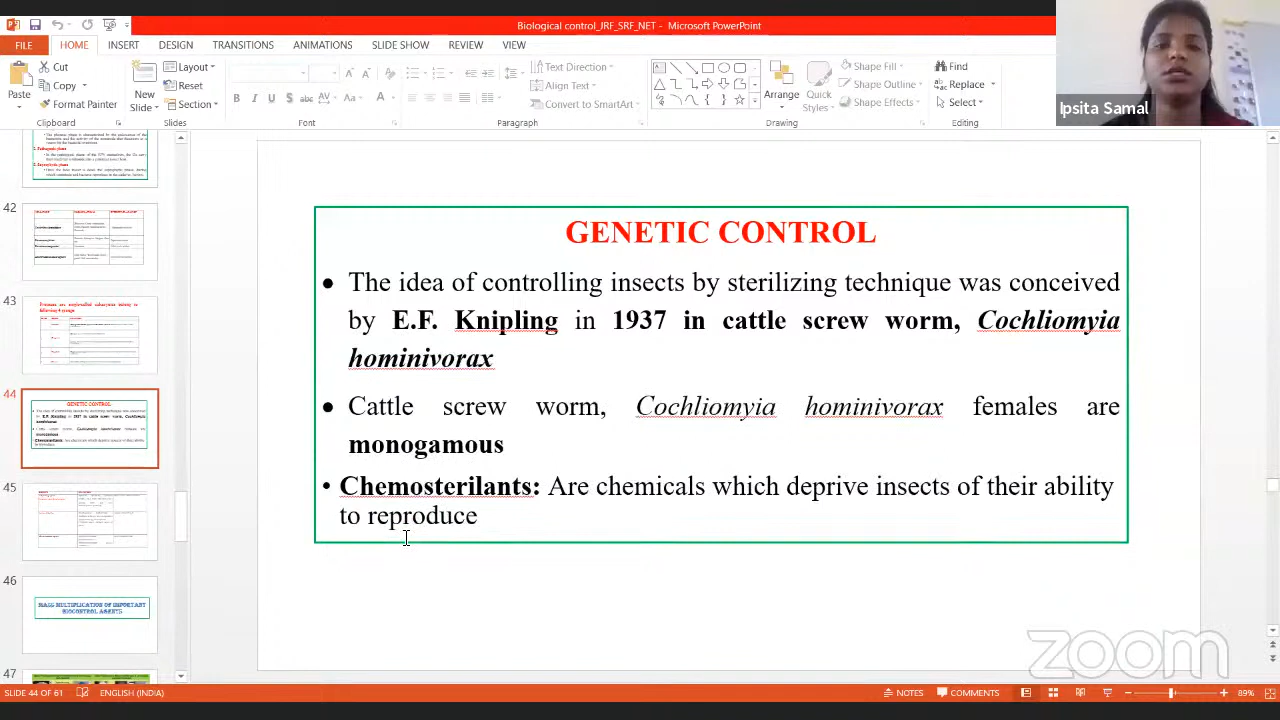 Biological control_JRF_SRF_NET - Microsoft PowerPoint
FILE HOME INSERT DESIGN TRANSITIONS ANIMATIONS SLIDE SHOW REVIEW VIEW
Paste
Cut
Copy
Format Painter
Clipboard
New Slide
Layout
Reset
Section
Slides
Font
Text Direction
Align Text
Convert to SmartArt
Paragraph
Arrange
Quick Styles
Shape Fill
Shape Outline
Shape Effects
Drawing
Find
Replace
Select
Editing
Ipsita Samal
42
43
44
45
46
MASS MULTIPLICATION OF IMPORTANT
BIOCONTROL AGENTS
47
GENETIC CONTROL
• The idea of controlling insects by sterilizing technique was conceived
by E.F. Knipling in 1937 in cattle screw worm, Cochliomyia
hominivorax
• Cattle screw worm, Cochliomyia hominivorax females are
monogamous
• Chemosterilants: Are chemicals which deprive insects of their ability
to reproduce
zoom
SLIDE 44 OF 61 ENGLISH (INDIA) NOTES COMMENTS 89%